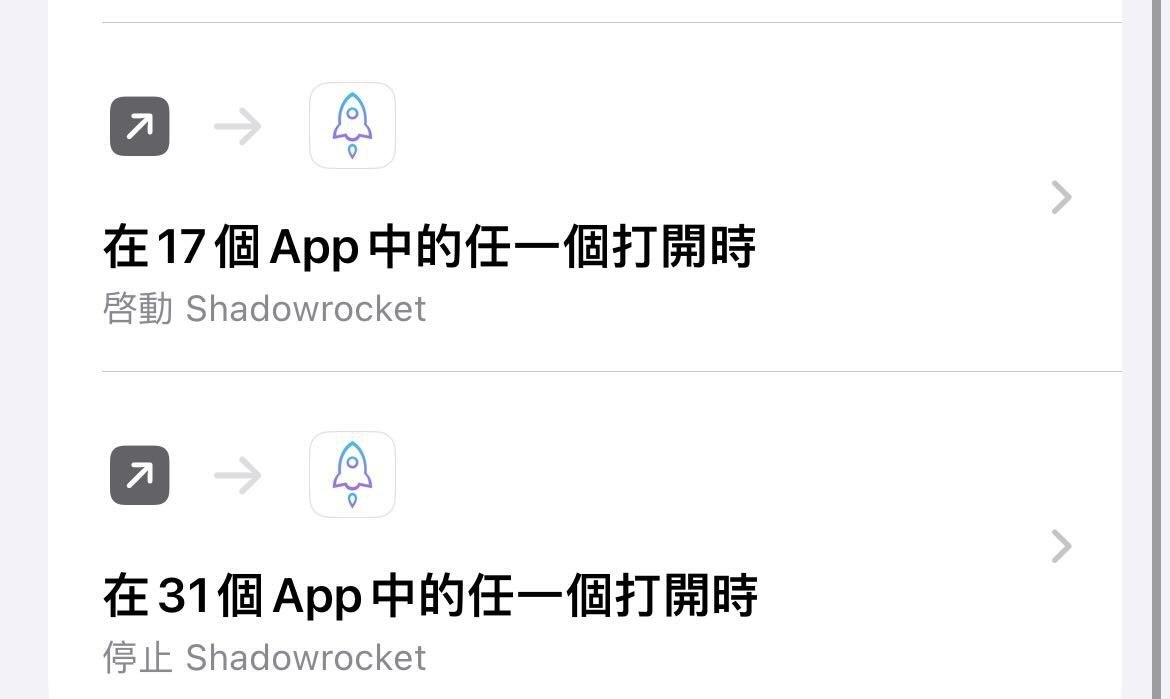 在 17 個 App 中的任一個打開時
啓動 Shadowrocket
在 31 個 App 中的任一個打開時
停止 Shadowrocket